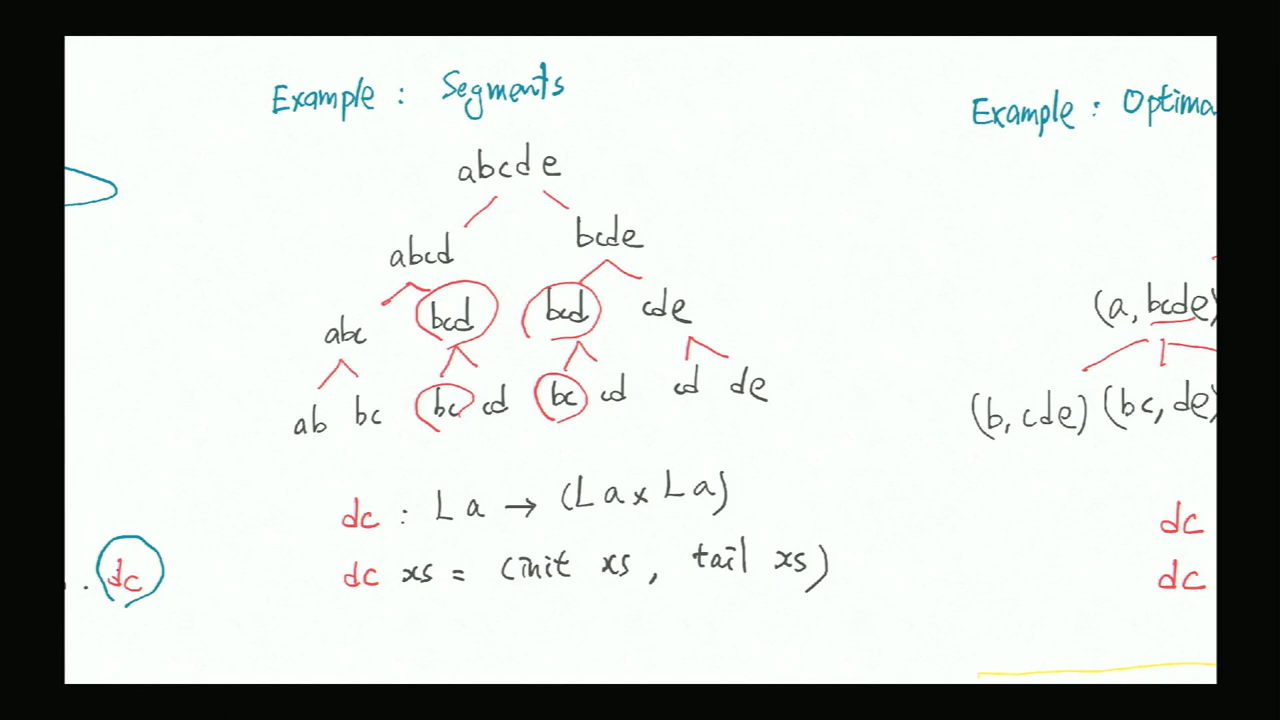 Example : Segments
abcde
abcd bcde
abc bcd bcd cde
ab bc bc cd bc cd cd de
dc : L a → (L a × L a)
dc xs = (init xs , tail xs)
. dc
Example : Optima
(a, bcde)
(b, cde) (bc, de)
dc
dc